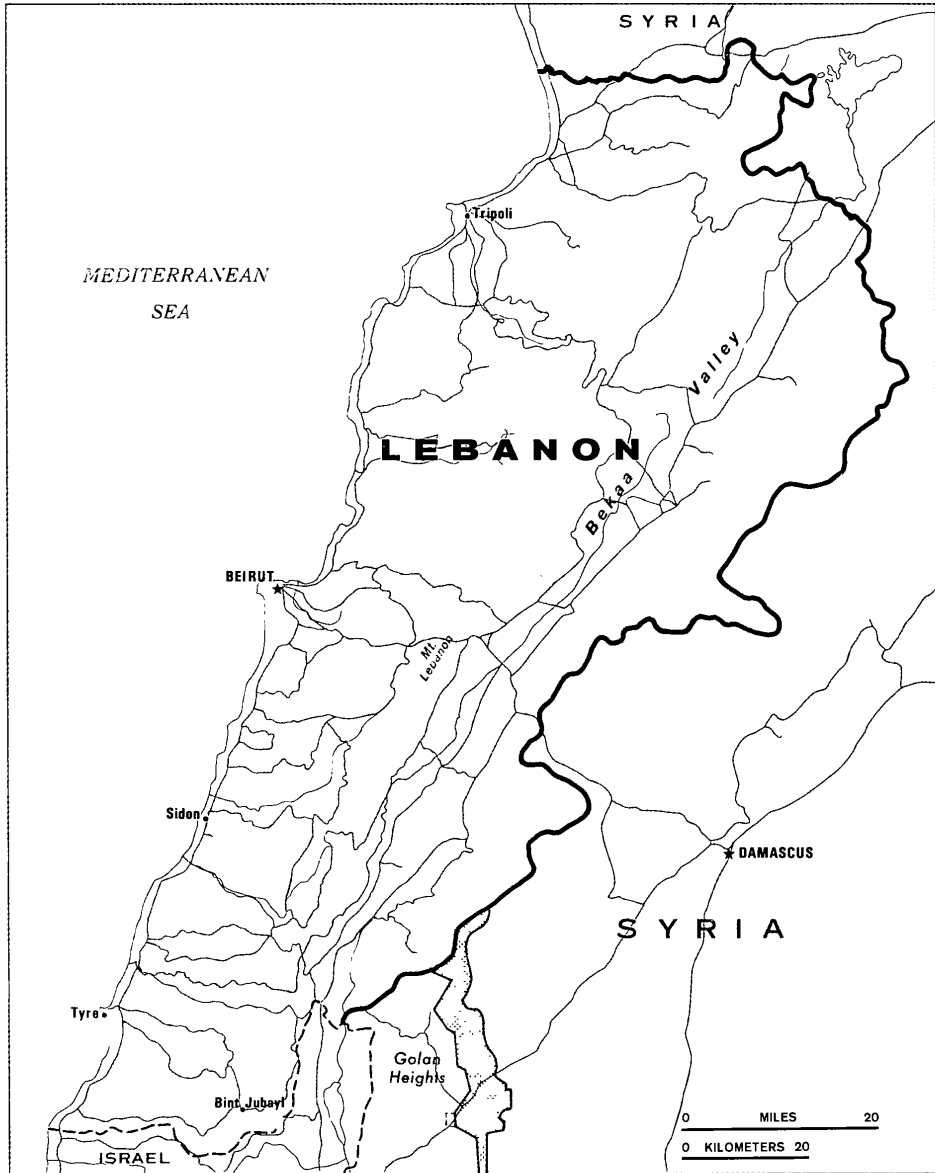 SYRIA
Tripoli
MEDITERRANEAN
SEA
Valley
LEBANON
Bekaa
BEIRUT
Mt.
Lebanon
Sidon
DAMASCUS
SYRIA
Tyre
Golan
Heights
Bint Jubayl
ISRAEL
0 MILES 20
0 KILOMETERS 20